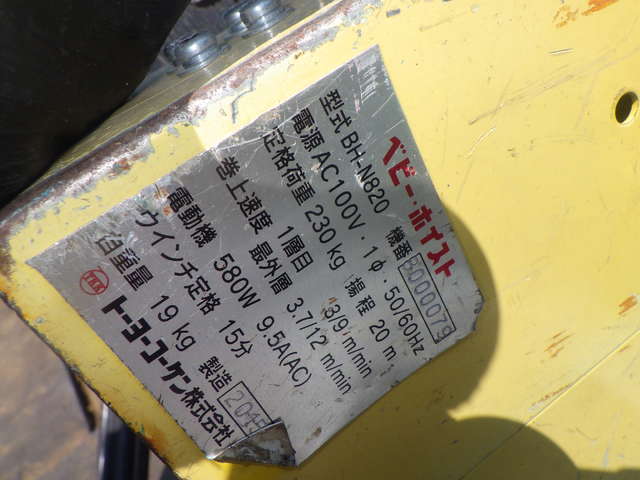 ベビー・ホイスト
型式 BH-N820 機番 B000079
電源 AC100V・1φ・50/60Hz
定格荷重 230kg 揚程 20m
巻上速度 1層目 3/9 m/min
最外層 3.7/12 m/min
電動機 580W 9.5A(AC)
ウインチ定格 15分
自重量 19kg 製造 2015
トーヨーコーケン株式会社